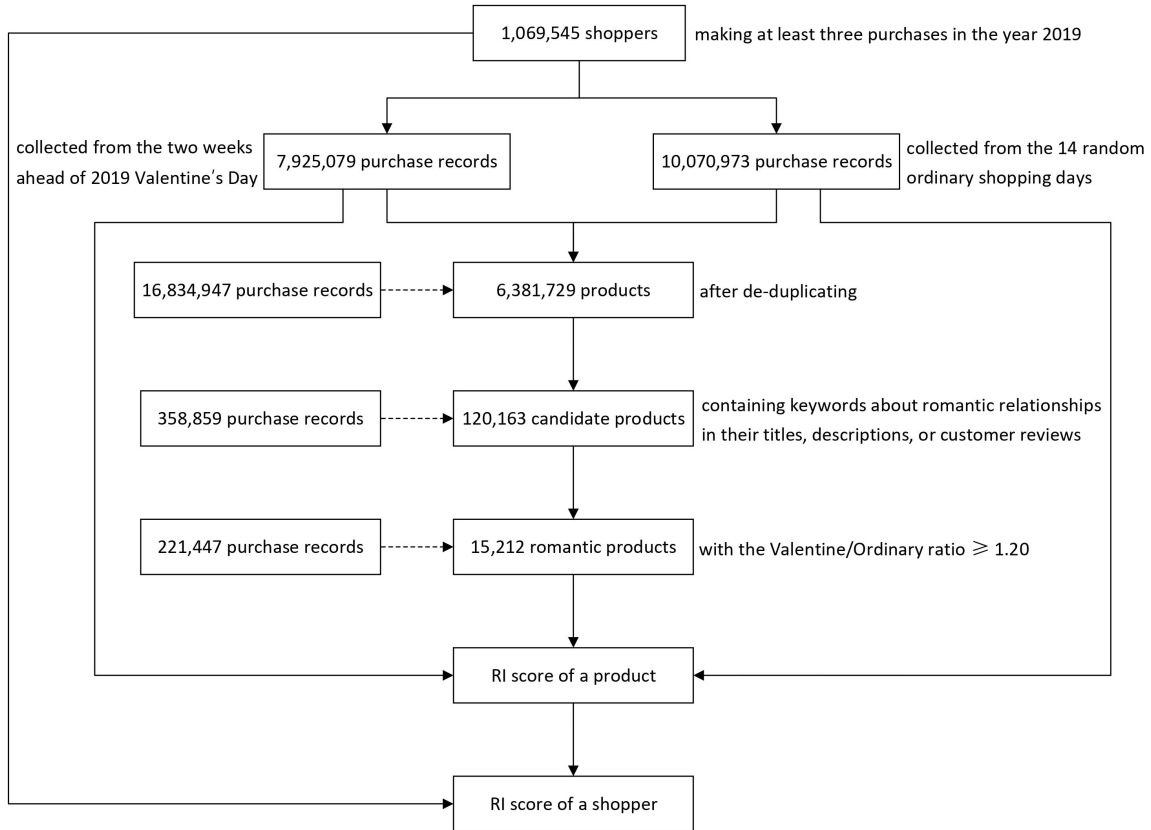 1,069,545 shoppers
making at least three purchases in the year 2019
collected from the two weeks
ahead of 2019 Valentine's Day
7,925,079 purchase records
10,070,973 purchase records
collected from the 14 random
ordinary shopping days
16,834,947 purchase records
6,381,729 products
after de-duplicating
358,859 purchase records
120,163 candidate products
containing keywords about romantic relationships
in their titles, descriptions, or customer reviews
221,447 purchase records
15,212 romantic products
with the Valentine/Ordinary ratio ⩾ 1.20
RI score of a product
RI score of a shopper